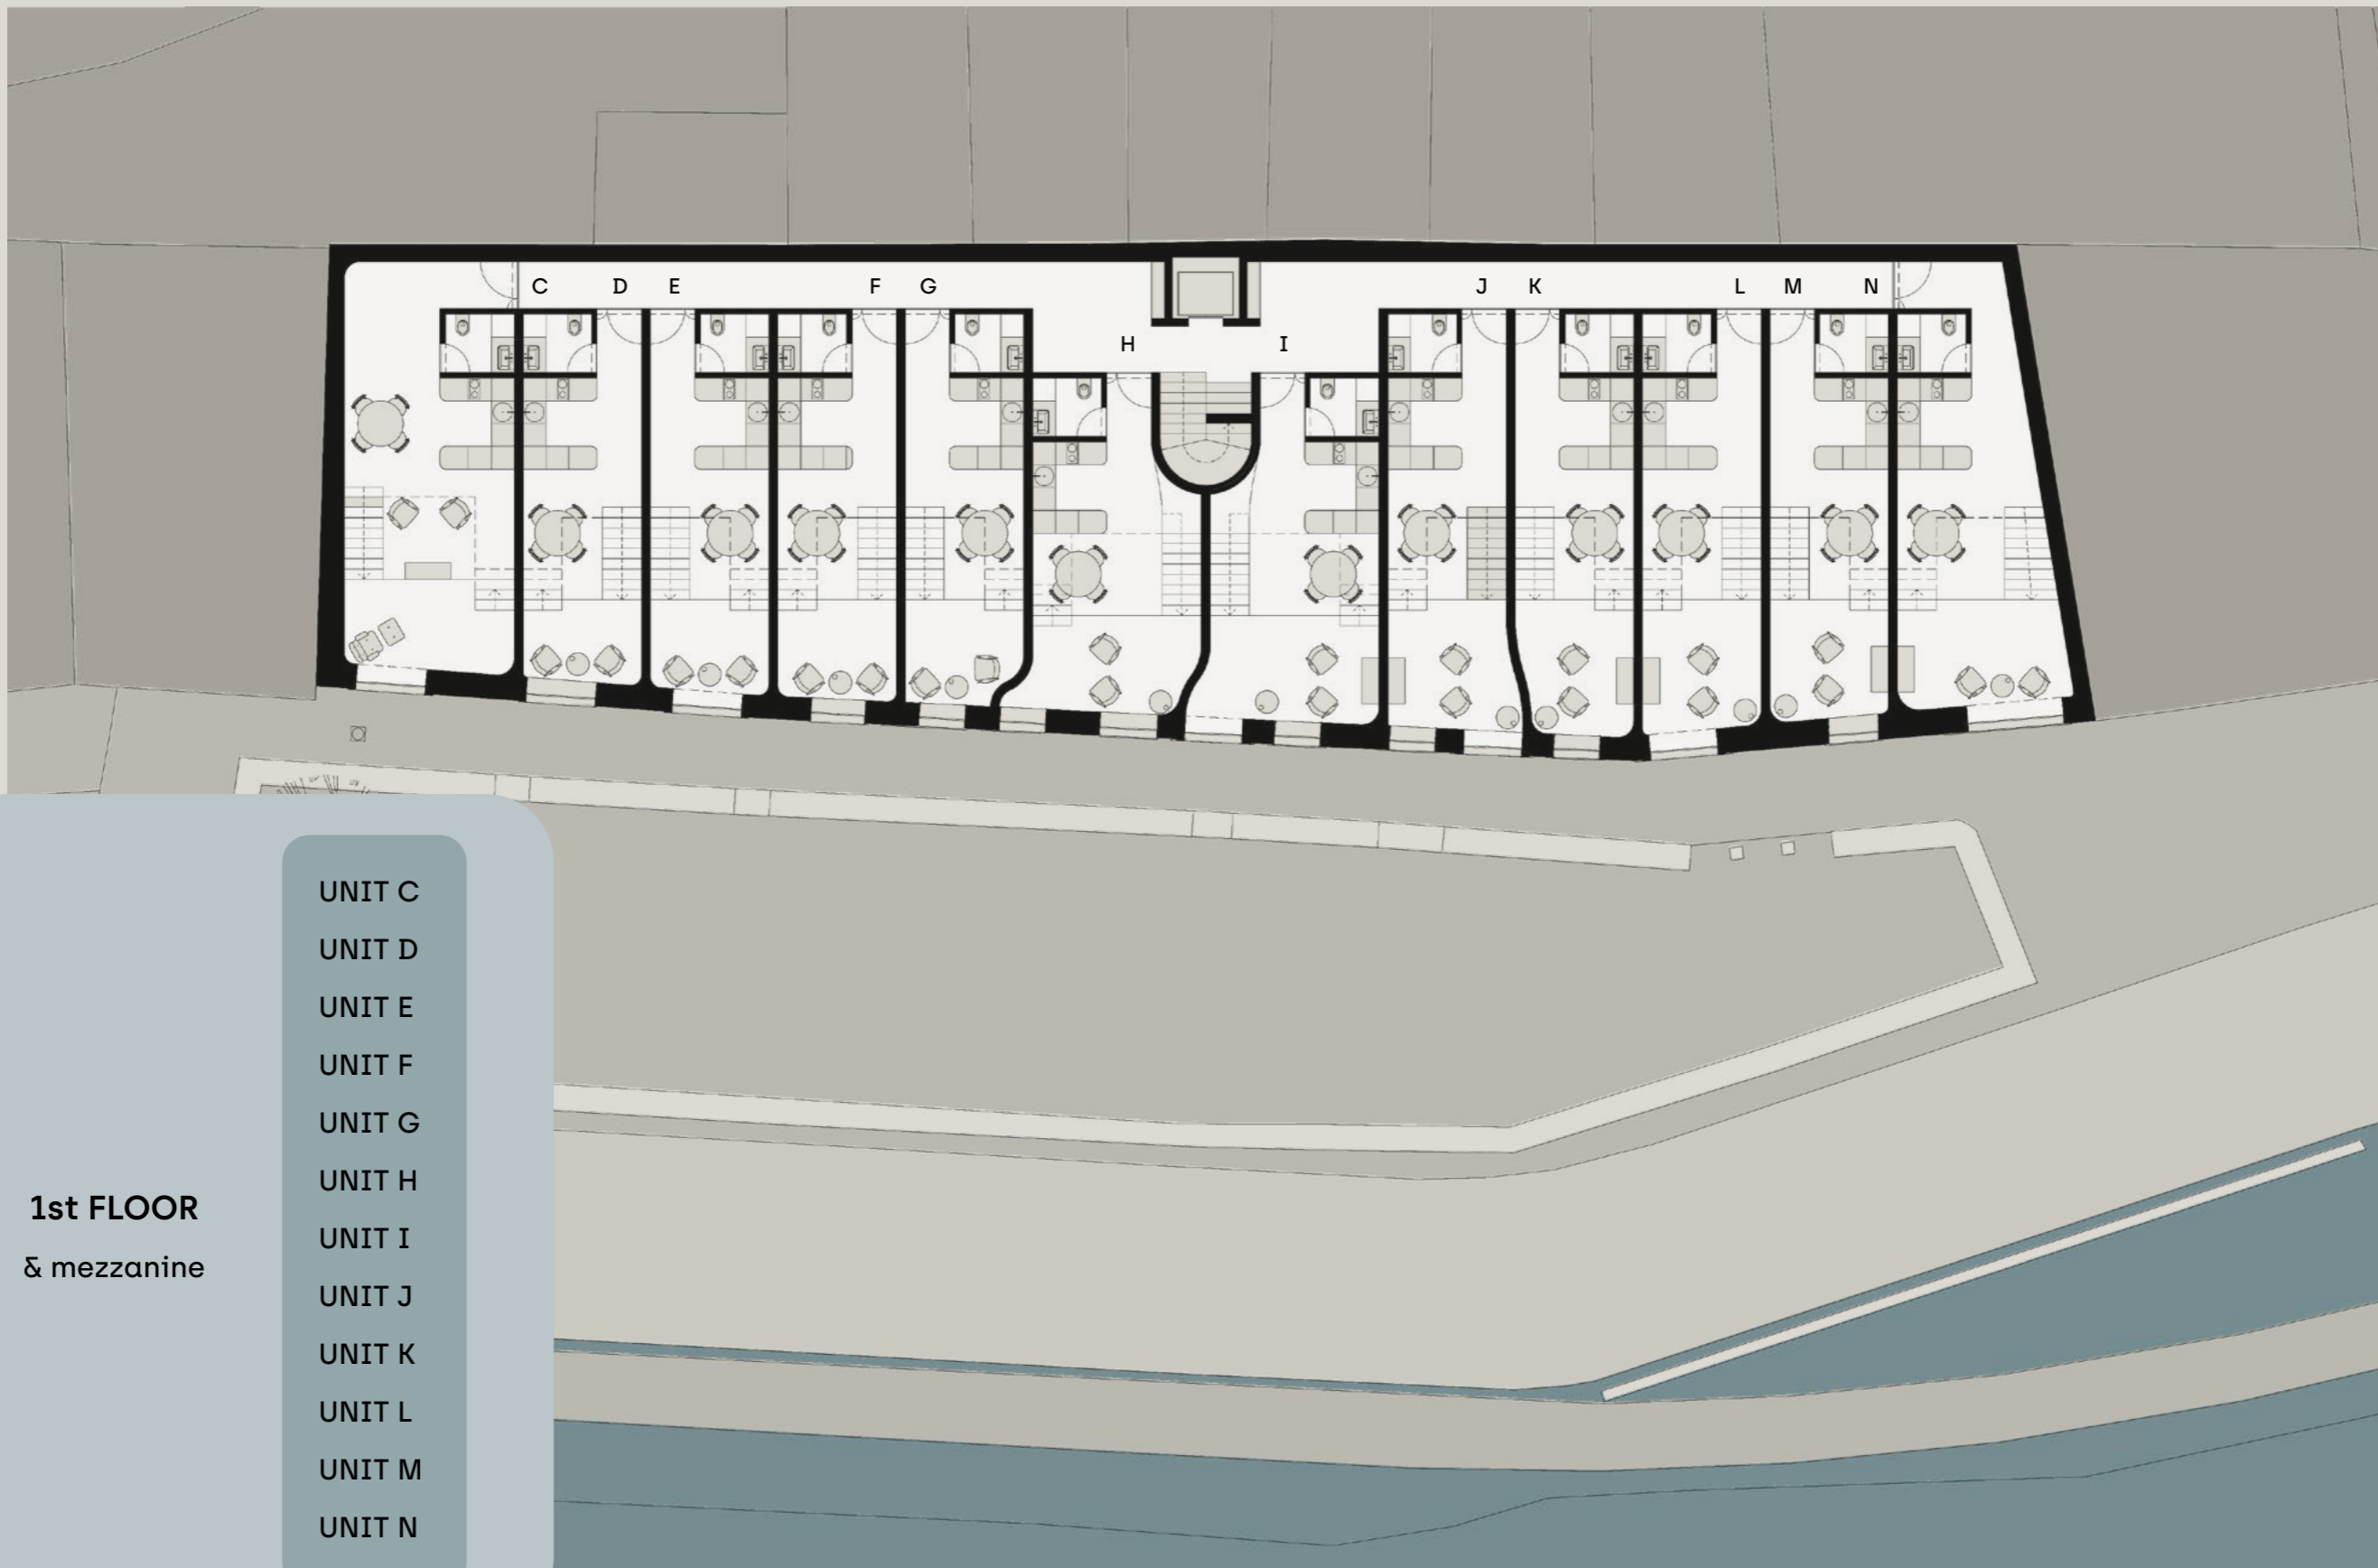 C D E F G J K L M N
H I
UNIT C
UNIT D
UNIT E
UNIT F
UNIT G
UNIT H
UNIT I
UNIT J
UNIT K
UNIT L
UNIT M
UNIT N
1st FLOOR
& mezzanine